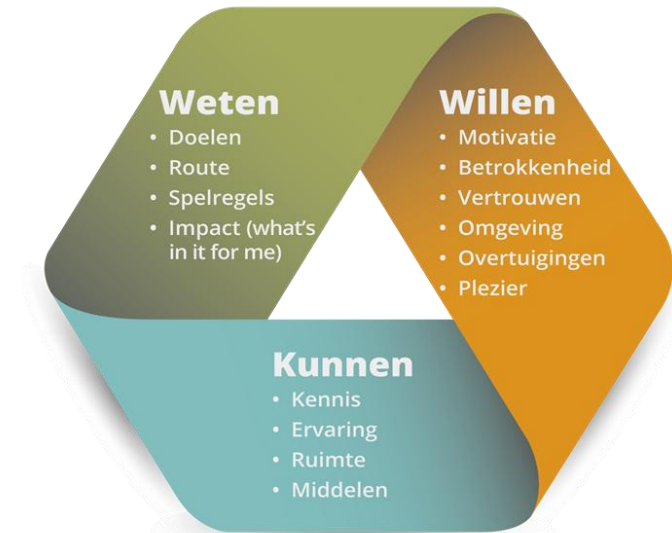 Weten
• Doelen
• Route
• Spelregels
• Impact (what's
in it for me)
Willen
• Motivatie
• Betrokkenheid
• Vertrouwen
• Omgeving
• Overtuigingen
• Plezier
Kunnen
• Kennis
• Ervaring
• Ruimte
• Middelen